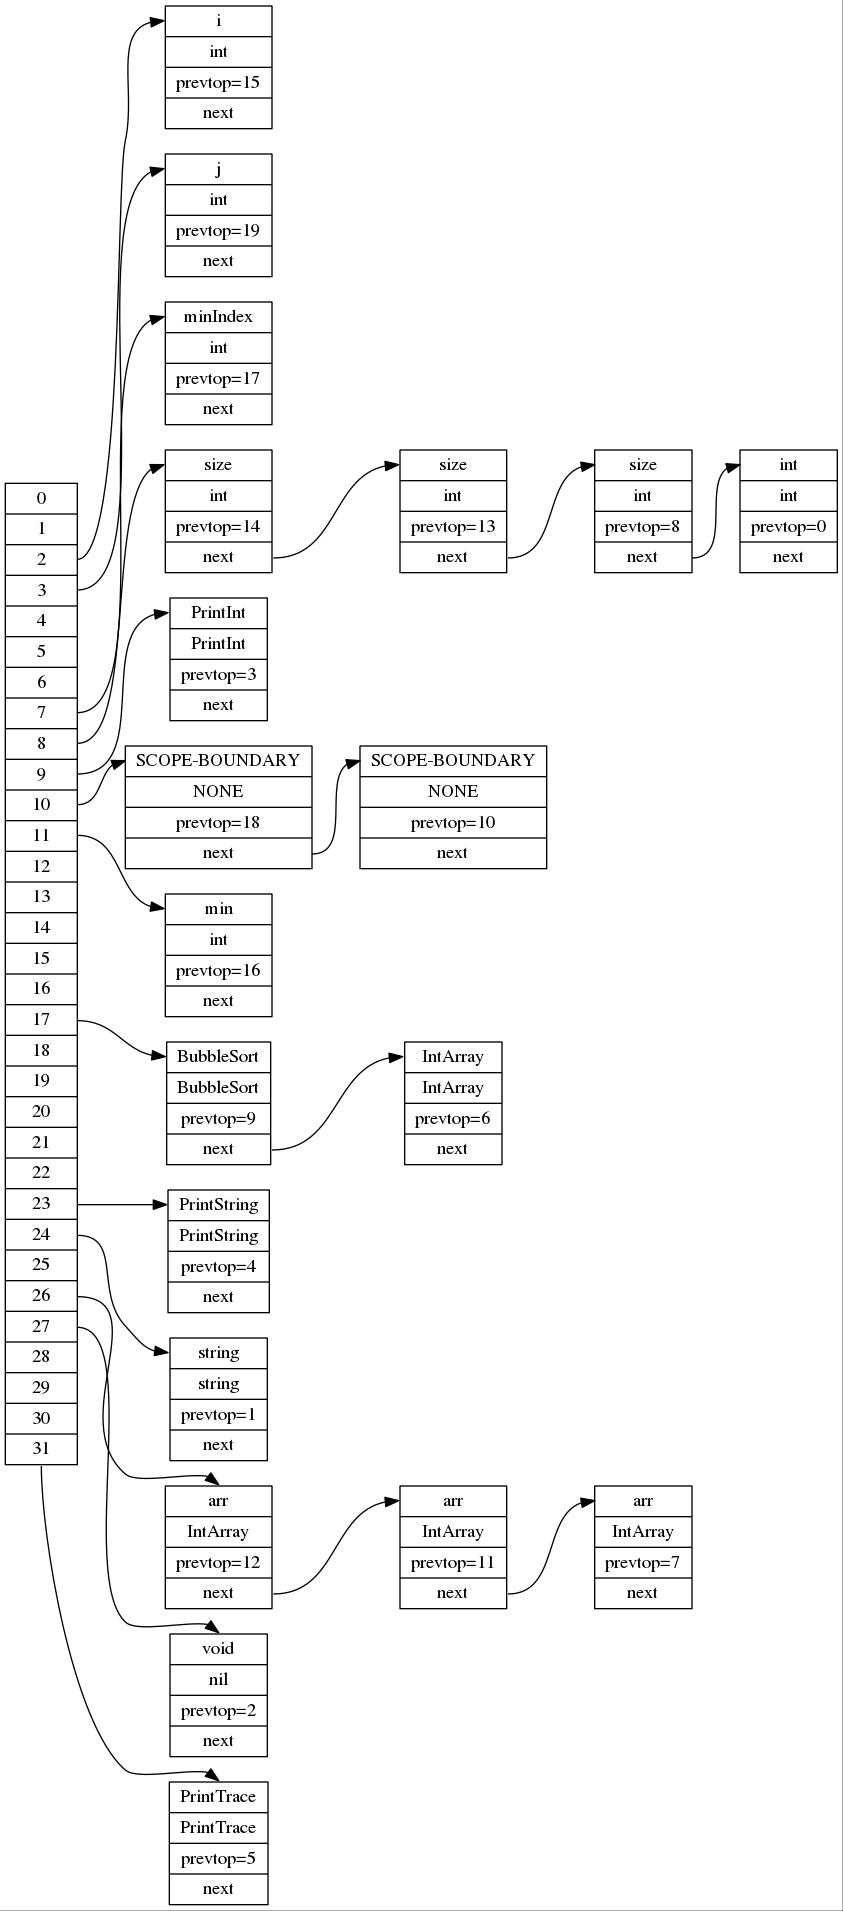 i
int
prevtop=15
next
j
int
prevtop=19
next
minIndex
int
prevtop=17
next
size
int
prevtop=14
next
size
int
prevtop=13
next
size
int
prevtop=8
next
int
int
prevtop=0
next
0
1
2
3
4
5
6
7
8
9
10
11
12
13
14
15
16
17
18
19
20
21
22
23
24
25
26
27
28
29
30
31
PrintInt
PrintInt
prevtop=3
next
SCOPE-BOUNDARY
NONE
prevtop=18
next
SCOPE-BOUNDARY
NONE
prevtop=10
next
min
int
prevtop=16
next
BubbleSort
BubbleSort
prevtop=9
next
IntArray
IntArray
prevtop=6
next
PrintString
PrintString
prevtop=4
next
string
string
prevtop=1
next
arr
IntArray
prevtop=12
next
arr
IntArray
prevtop=11
next
arr
IntArray
prevtop=7
next
void
nil
prevtop=2
next
PrintTrace
PrintTrace
prevtop=5
next